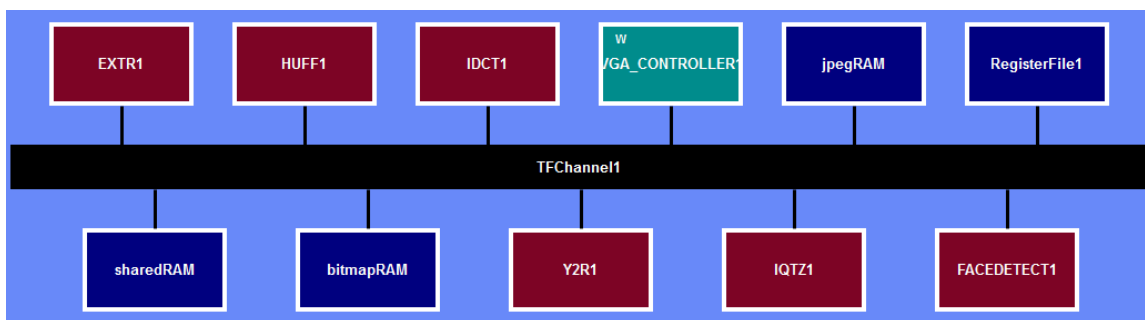 EXTR1
HUFF1
IDCT1
W
VGA_CONTROLLER1
jpegRAM
RegisterFile1
TFChannel1
sharedRAM
bitmapRAM
Y2R1
IQTZ1
FACEDETECT1